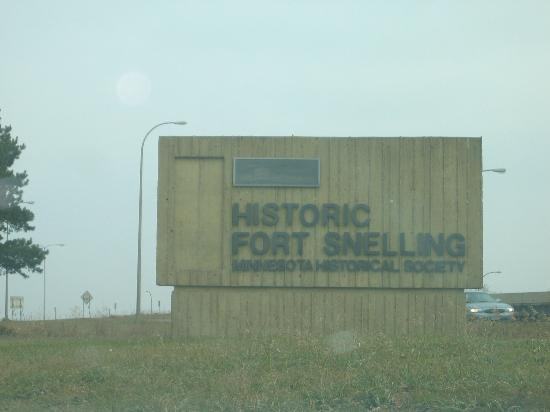 HISTORIC
FORT SNELLING
MINNESOTA HISTORICAL SOCIETY